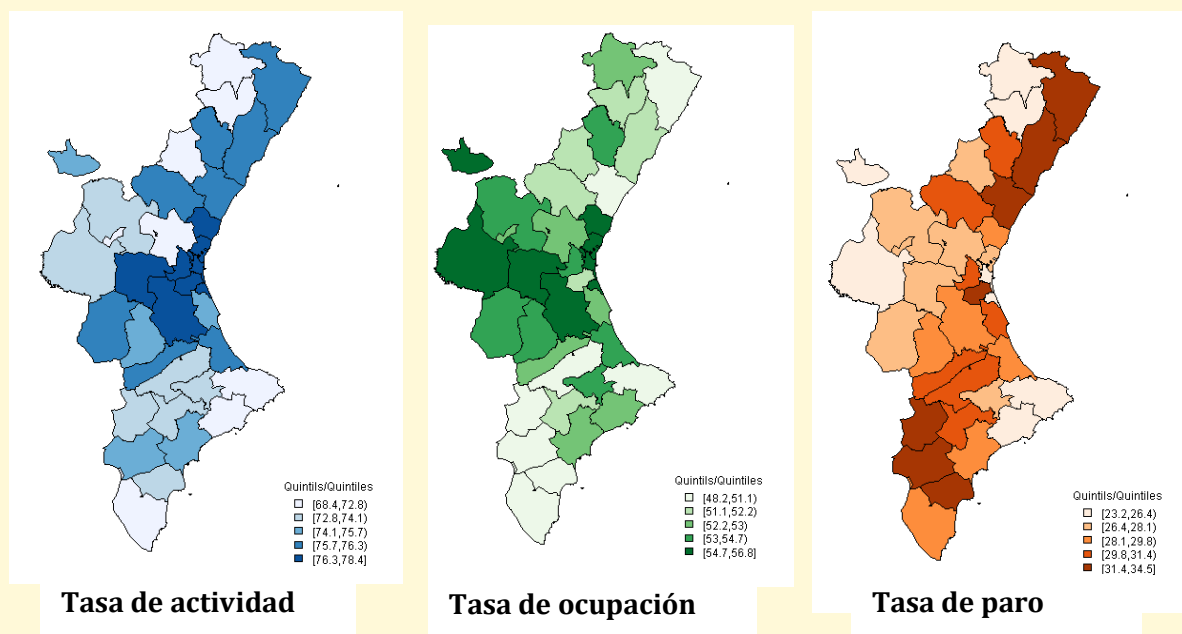 Quintils/Quintiles
[68.4,72.8)
[72.8,74.1)
[74.1,75.7)
[75.7,76.3)
[76.3,78.4]
Tasa de actividad
Quintils/Quintiles
[48.2,51.1)
[51.1,52.2)
[52.2,53)
[53,54.7)
[54.7,56.8]
Tasa de ocupación
Quintils/Quintiles
[23.2,26.4)
[26.4,28.1)
[28.1,29.8)
[29.8,31.4)
[31.4,34.5]
Tasa de paro